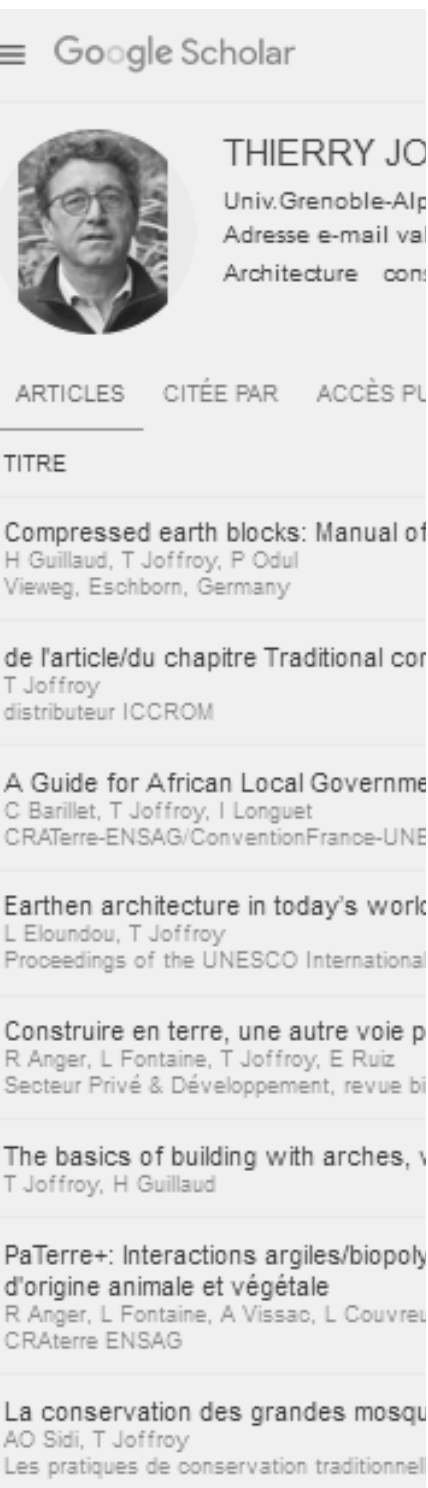 Google Scholar
THIERRY JO
Univ.Grenoble-Alp
Adresse e-mail val
Architecture cons
ARTICLES CITÉE PAR ACCÈS PU
TITRE
Compressed earth blocks: Manual of
H Guillaud, T Joffroy, P Odul
Vieweg, Eschborn, Germany
de l'article/du chapitre Traditional con
T Joffroy
distributeur ICCROM
A Guide for African Local Governme
C Barillet, T Joffroy, I Longuet
CRATerre-ENSAG/ConventionFrance-UNE
Earthen architecture in today's world
L Eloundou, T Joffroy
Proceedings of the UNESCO International
Construire en terre, une autre voie p
R Anger, L Fontaine, T Joffroy, E Ruiz
Secteur Privé & Développement, revue bi
The basics of building with arches, v
T Joffroy, H Guillaud
PaTerre+: Interactions argiles/biopoly
d'origine animale et végétale
R Anger, L Fontaine, A Vissac, L Couvreu
CRAterre ENSAG
La conservation des grandes mosqu
AO Sidi, T Joffroy
Les pratiques de conservation traditionnell